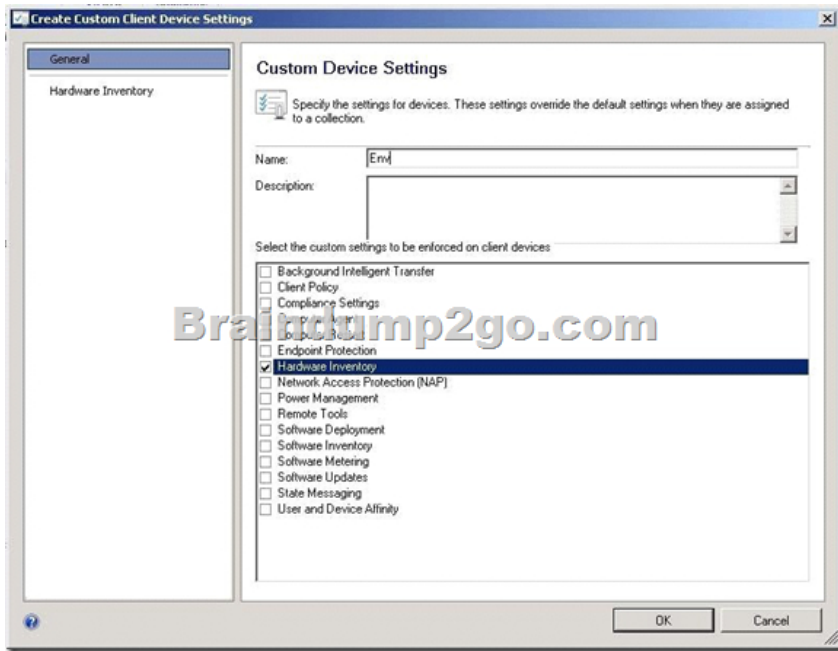 Create Custom Client Device Settings
General
Hardware Inventory
Custom Device Settings
Specify the settings for devices. These settings override the default settings when they are assigned
to a collection.
Name:
Env
Description:
Select the custom settings to be enforced on client devices
Background Intelligent Transfer
Client Policy
Compliance Settings
Braindump2go.com
Endpoint Protection
Hardware Inventory
Network Access Protection (NAP)
Power Management
Remote Tools
Software Deployment
Software Inventory
Software Metering
Software Updates
State Messaging
User and Device Affinity
OK
Cancel